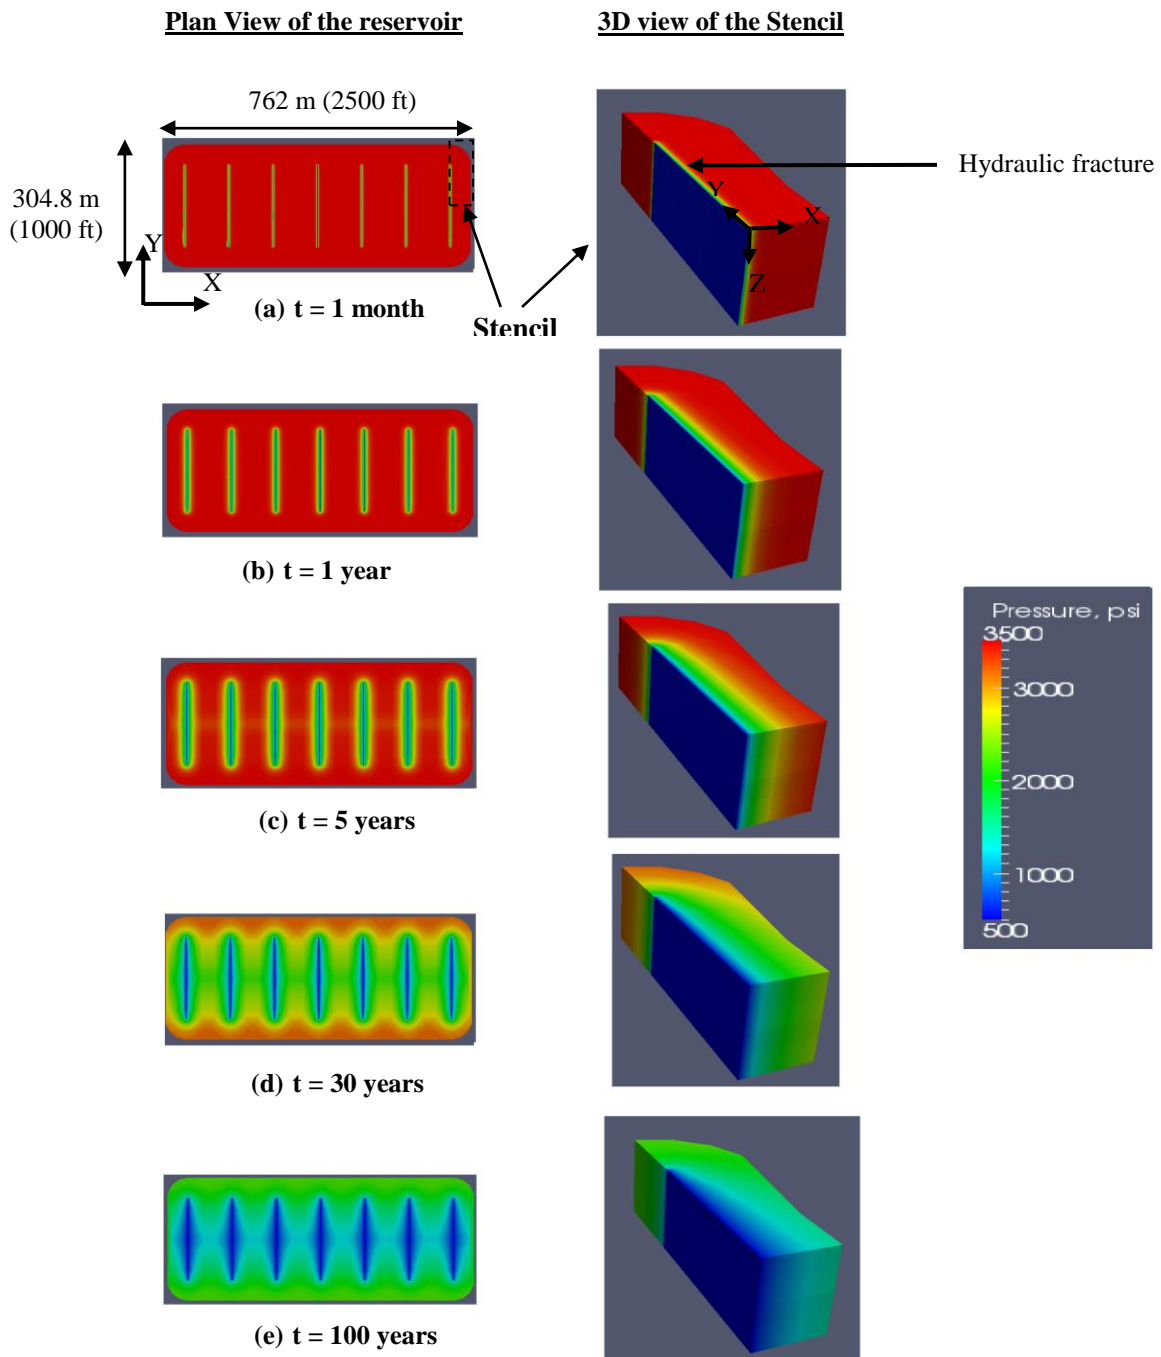 Plan View of the reservoir
3D view of the Stencil
762 m (2500 ft)
304.8 m
(1000 ft)
Y
X
Hydraulic fracture
Y
X
Z
(a) t = 1 month
Stencil
(b) t = 1 year
(c) t = 5 years
(d) t = 30 years
(e) t = 100 years
Pressure, psi
3500
3000
2000
1000
500